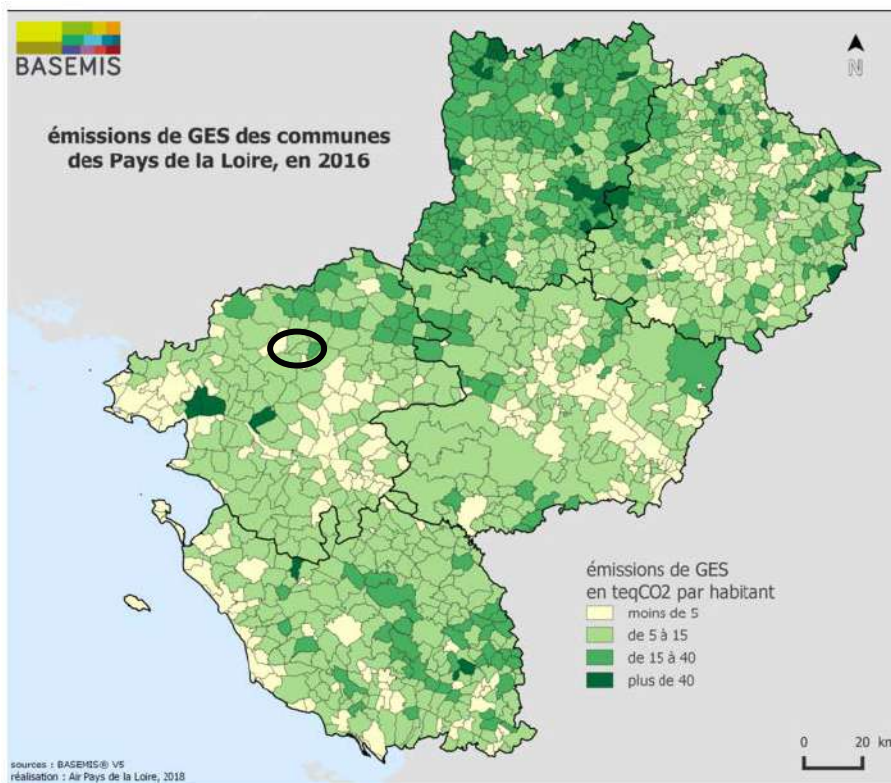 BASEMIS
N
émissions de GES des communes
des Pays de la Loire, en 2016
émissions de GES
en teqCO2 par habitant
moins de 5
de 5 à 15
de 15 à 40
plus de 40
0 20 km
sources : BASEMIS® V5
réalisation : Air Pays de la Loire, 2018